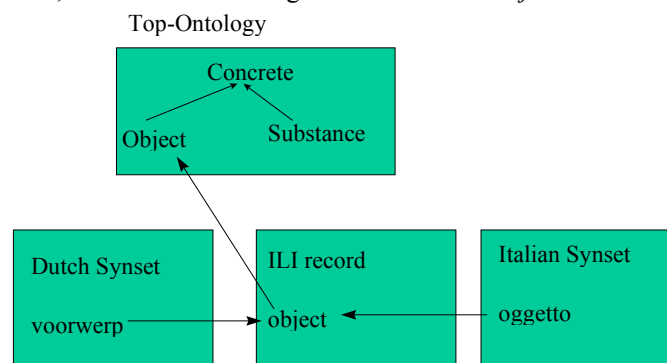 Top-Ontology
Concrete
Object
Substance
Dutch Synset
voorwerp
ILI record
object
Italian Synset
oggetto